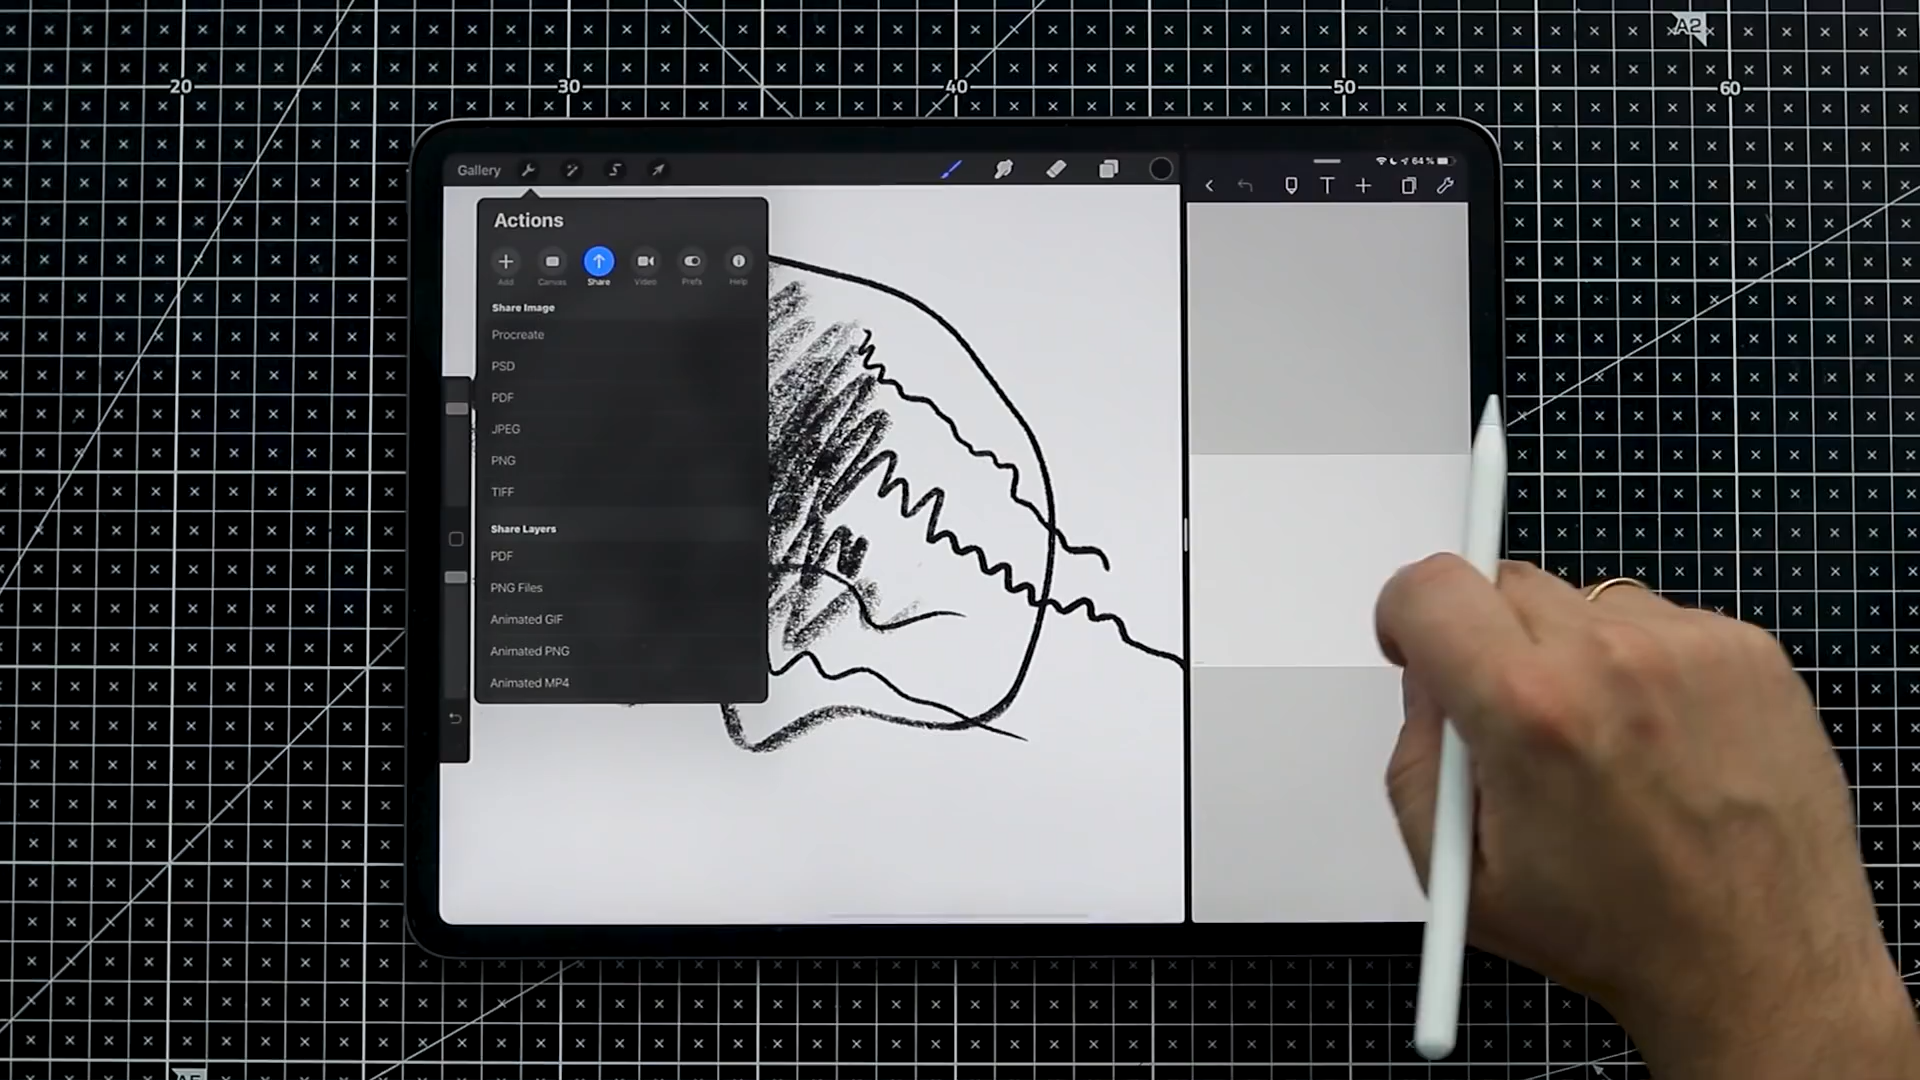 A2
20
30
40
50
60
Gallery
64 %
Actions
Add
Canvas
Share
Video
Prefs
Help
Share Image
Procreate
PSD
PDF
JPEG
PNG
TIFF
Share Layers
PDF
PNG Files
Animated GIF
Animated PNG
Animated MP4